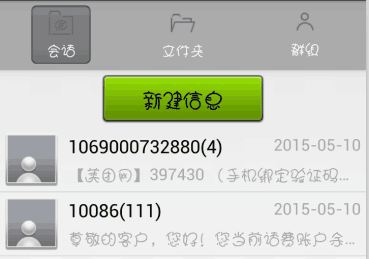 会话 文件夹 群组
新建信息
1069000732880(4) 2015-05-10
【美团网】397430 (手机绑定验证码...
10086(111) 2015-05-10
尊敬的客户, 您好! 您当前话费账户余...